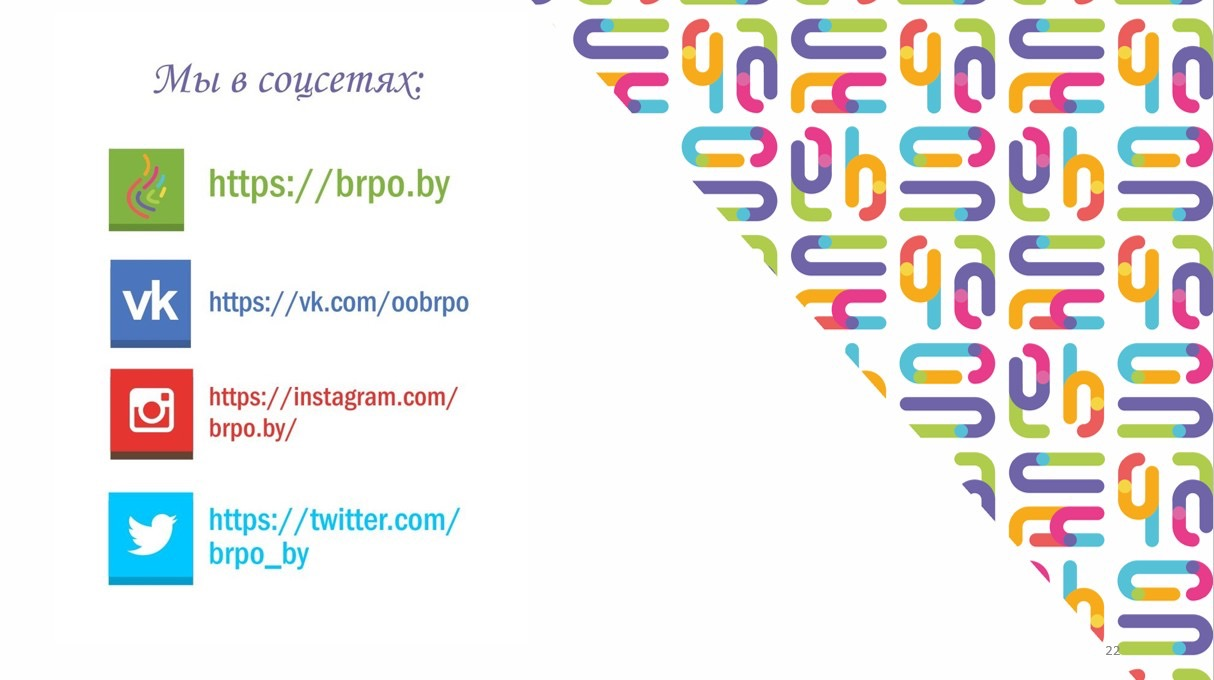 Мы в соцсетях:
https://brpo.by
vk
https://vk.com/oobrpo
https://instagram.com/
brpo.by/
https://twitter.com/
brpo_by
22